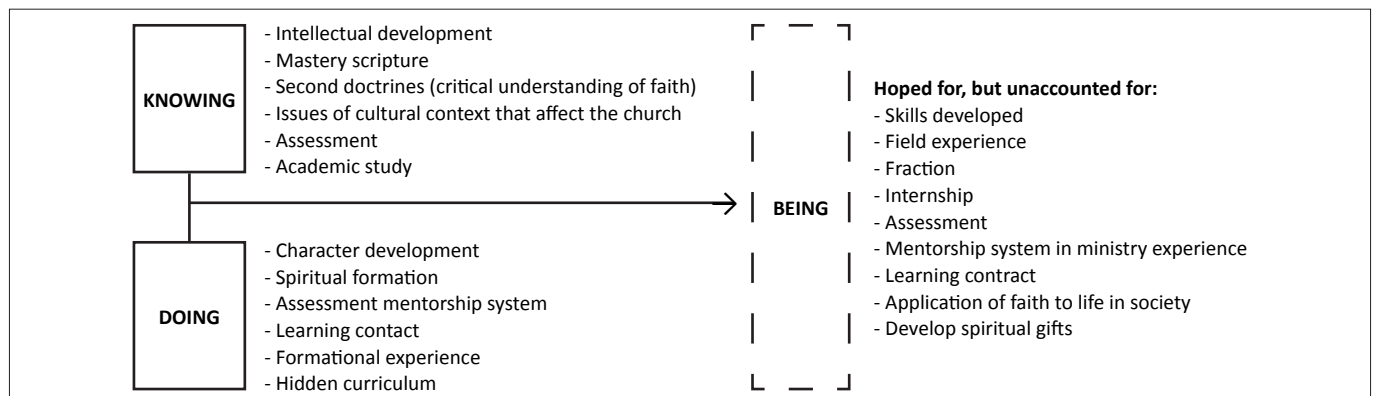 KNOWING
- Intellectual development
- Mastery scripture
- Second doctrines (critical understanding of faith)
- Issues of cultural context that affect the church
- Assessment
- Academic study
DOING
- Character development
- Spiritual formation
- Assessment mentorship system
- Learning contact
- Formational experience
- Hidden curriculum
BEING
Hoped for, but unaccounted for:
- Skills developed
- Field experience
- Fraction
- Internship
- Assessment
- Mentorship system in ministry experience
- Learning contract
- Application of faith to life in society
- Develop spiritual gifts